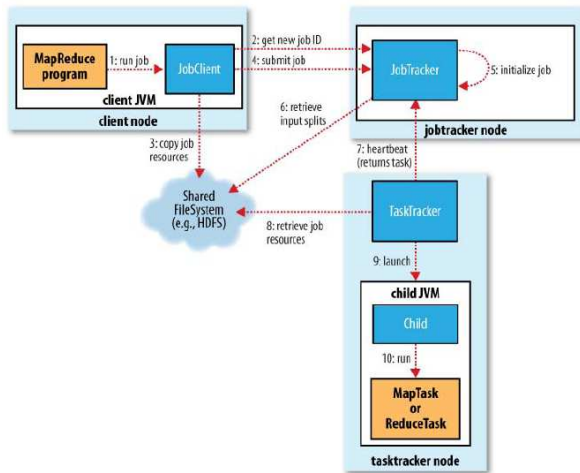 MapReduce
program
1: run job
JobClient
client JVM
client node
2: get new job ID
4: submit job
JobTracker
5: initialize job
jobtracker node
3: copy job
resources
6: retrieve
input splits
7: heartbeat
(returns task)
Shared
FileSystem
(e.g., HDFS)
8: retrieve job
resources
TaskTracker
9: launch
child JVM
Child
10: run
MapTask
or
ReduceTask
tasktracker node